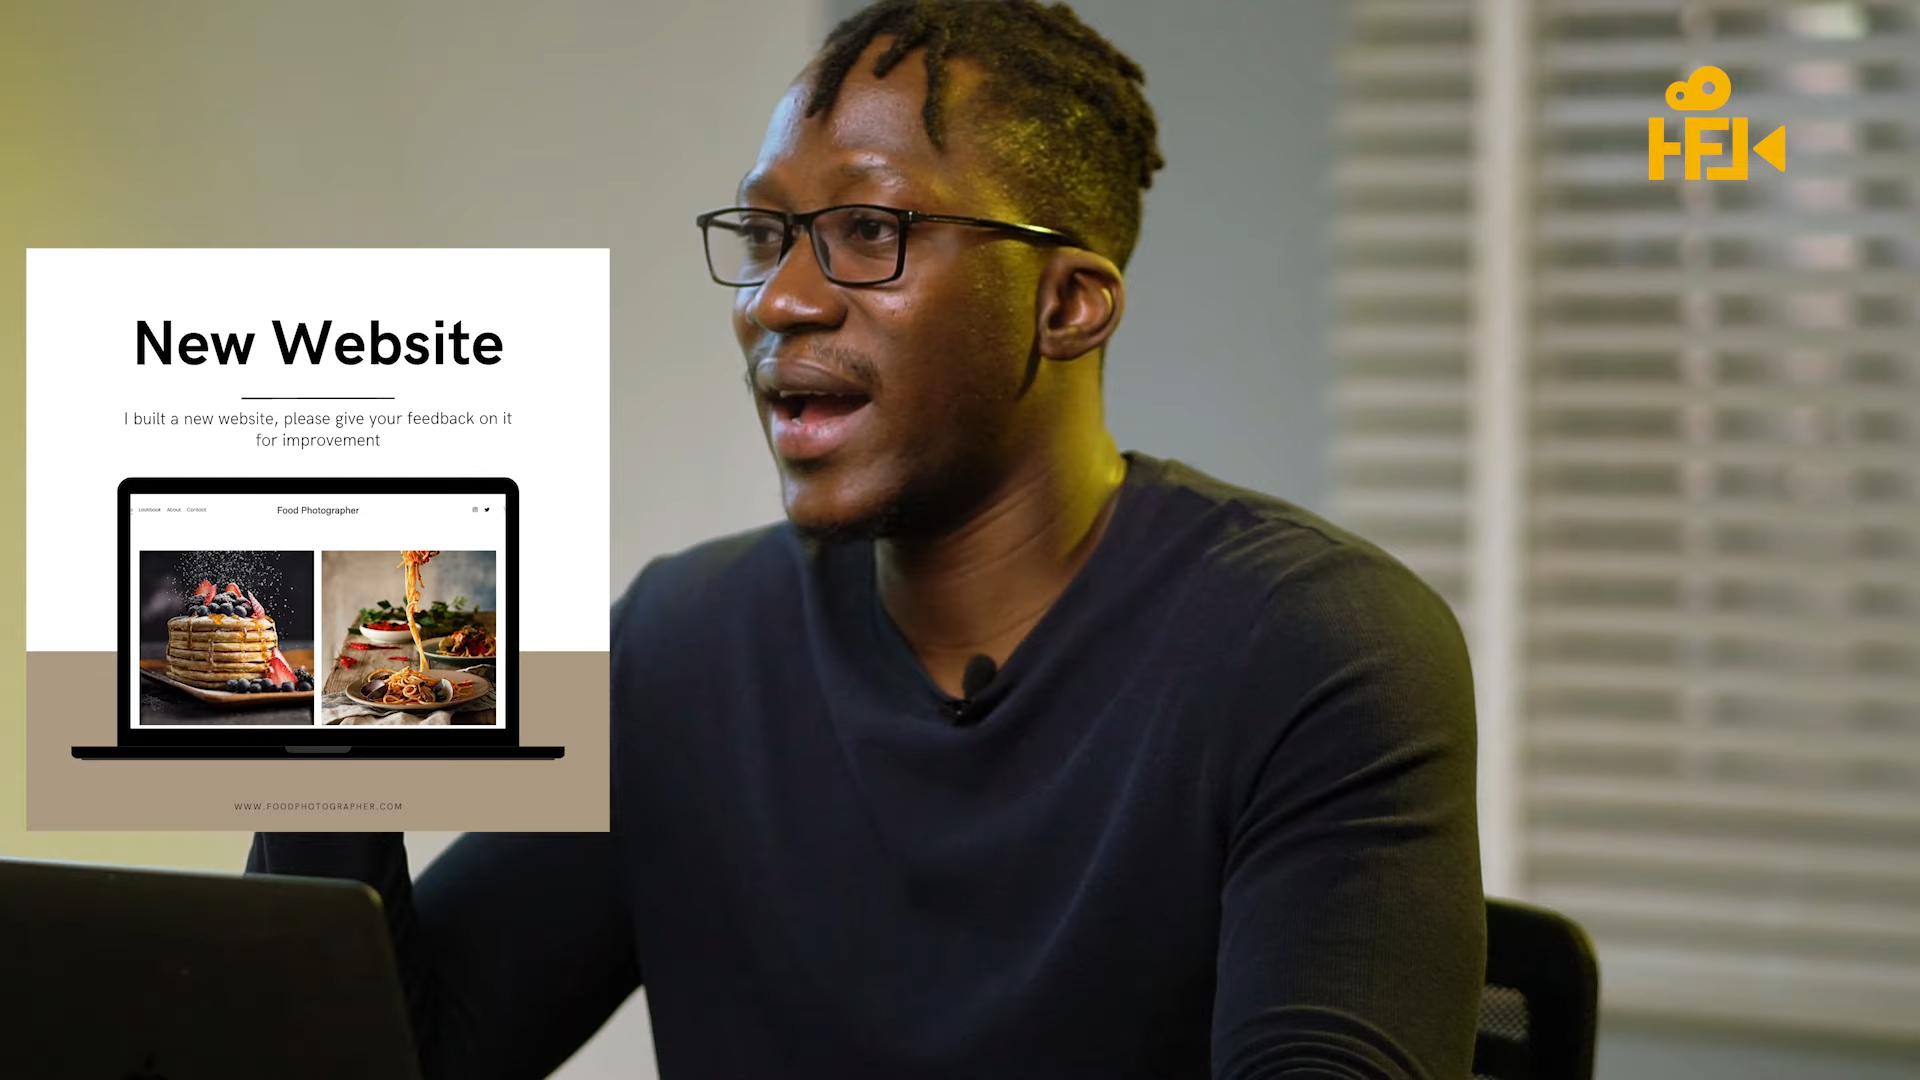 New Website
I built a new website, please give your feedback on it
for improvement
Lookbook About Contact
Food Photographer
WWW.FOODPHOTOGRAPHER.COM